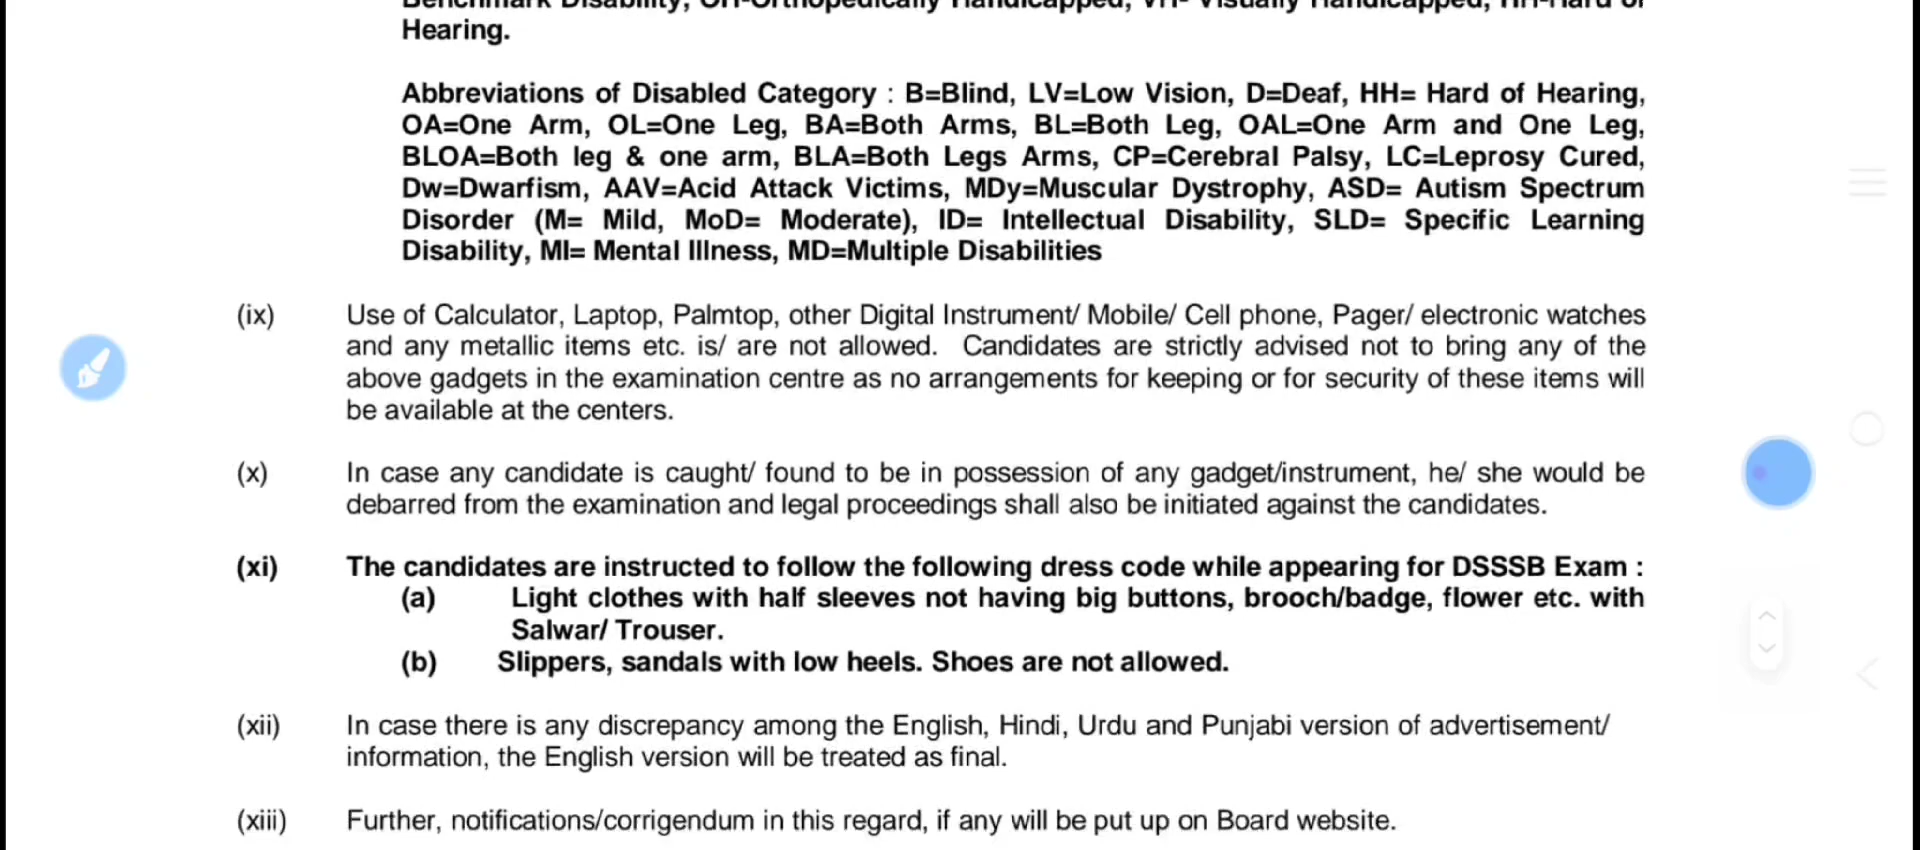 Benchmark Disability, OH-Orthopedically Handicapped, VH- Visually Handicapped, HH-Hard of
Hearing.
Abbreviations of Disabled Category : B=Blind, LV=Low Vision, D=Deaf, HH= Hard of Hearing,
OA=One Arm, OL=One Leg, BA=Both Arms, BL=Both Leg, OAL=One Arm and One Leg,
BLOA=Both leg & one arm, BLA=Both Legs Arms, CP=Cerebral Palsy, LC=Leprosy Cured,
Dw=Dwarfism, AAV=Acid Attack Victims, MDy=Muscular Dystrophy, ASD= Autism Spectrum
Disorder (M= Mild, MoD= Moderate), ID= Intellectual Disability, SLD= Specific Learning
Disability, MI= Mental Illness, MD=Multiple Disabilities
(ix) Use of Calculator, Laptop, Palmtop, other Digital Instrument/ Mobile/ Cell phone, Pager/ electronic watches
and any metallic items etc. is/ are not allowed. Candidates are strictly advised not to bring any of the
above gadgets in the examination centre as no arrangements for keeping or for security of these items will
be available at the centers.
(x) In case any candidate is caught/ found to be in possession of any gadget/instrument, he/ she would be
debarred from the examination and legal proceedings shall also be initiated against the candidates.
(xi) The candidates are instructed to follow the following dress code while appearing for DSSSB Exam :
(a) Light clothes with half sleeves not having big buttons, brooch/badge, flower etc. with
Salwar/ Trouser.
(b) Slippers, sandals with low heels. Shoes are not allowed.
(xii) In case there is any discrepancy among the English, Hindi, Urdu and Punjabi version of advertisement/
information, the English version will be treated as final.
(xiii) Further, notifications/corrigendum in this regard, if any will be put up on Board website.